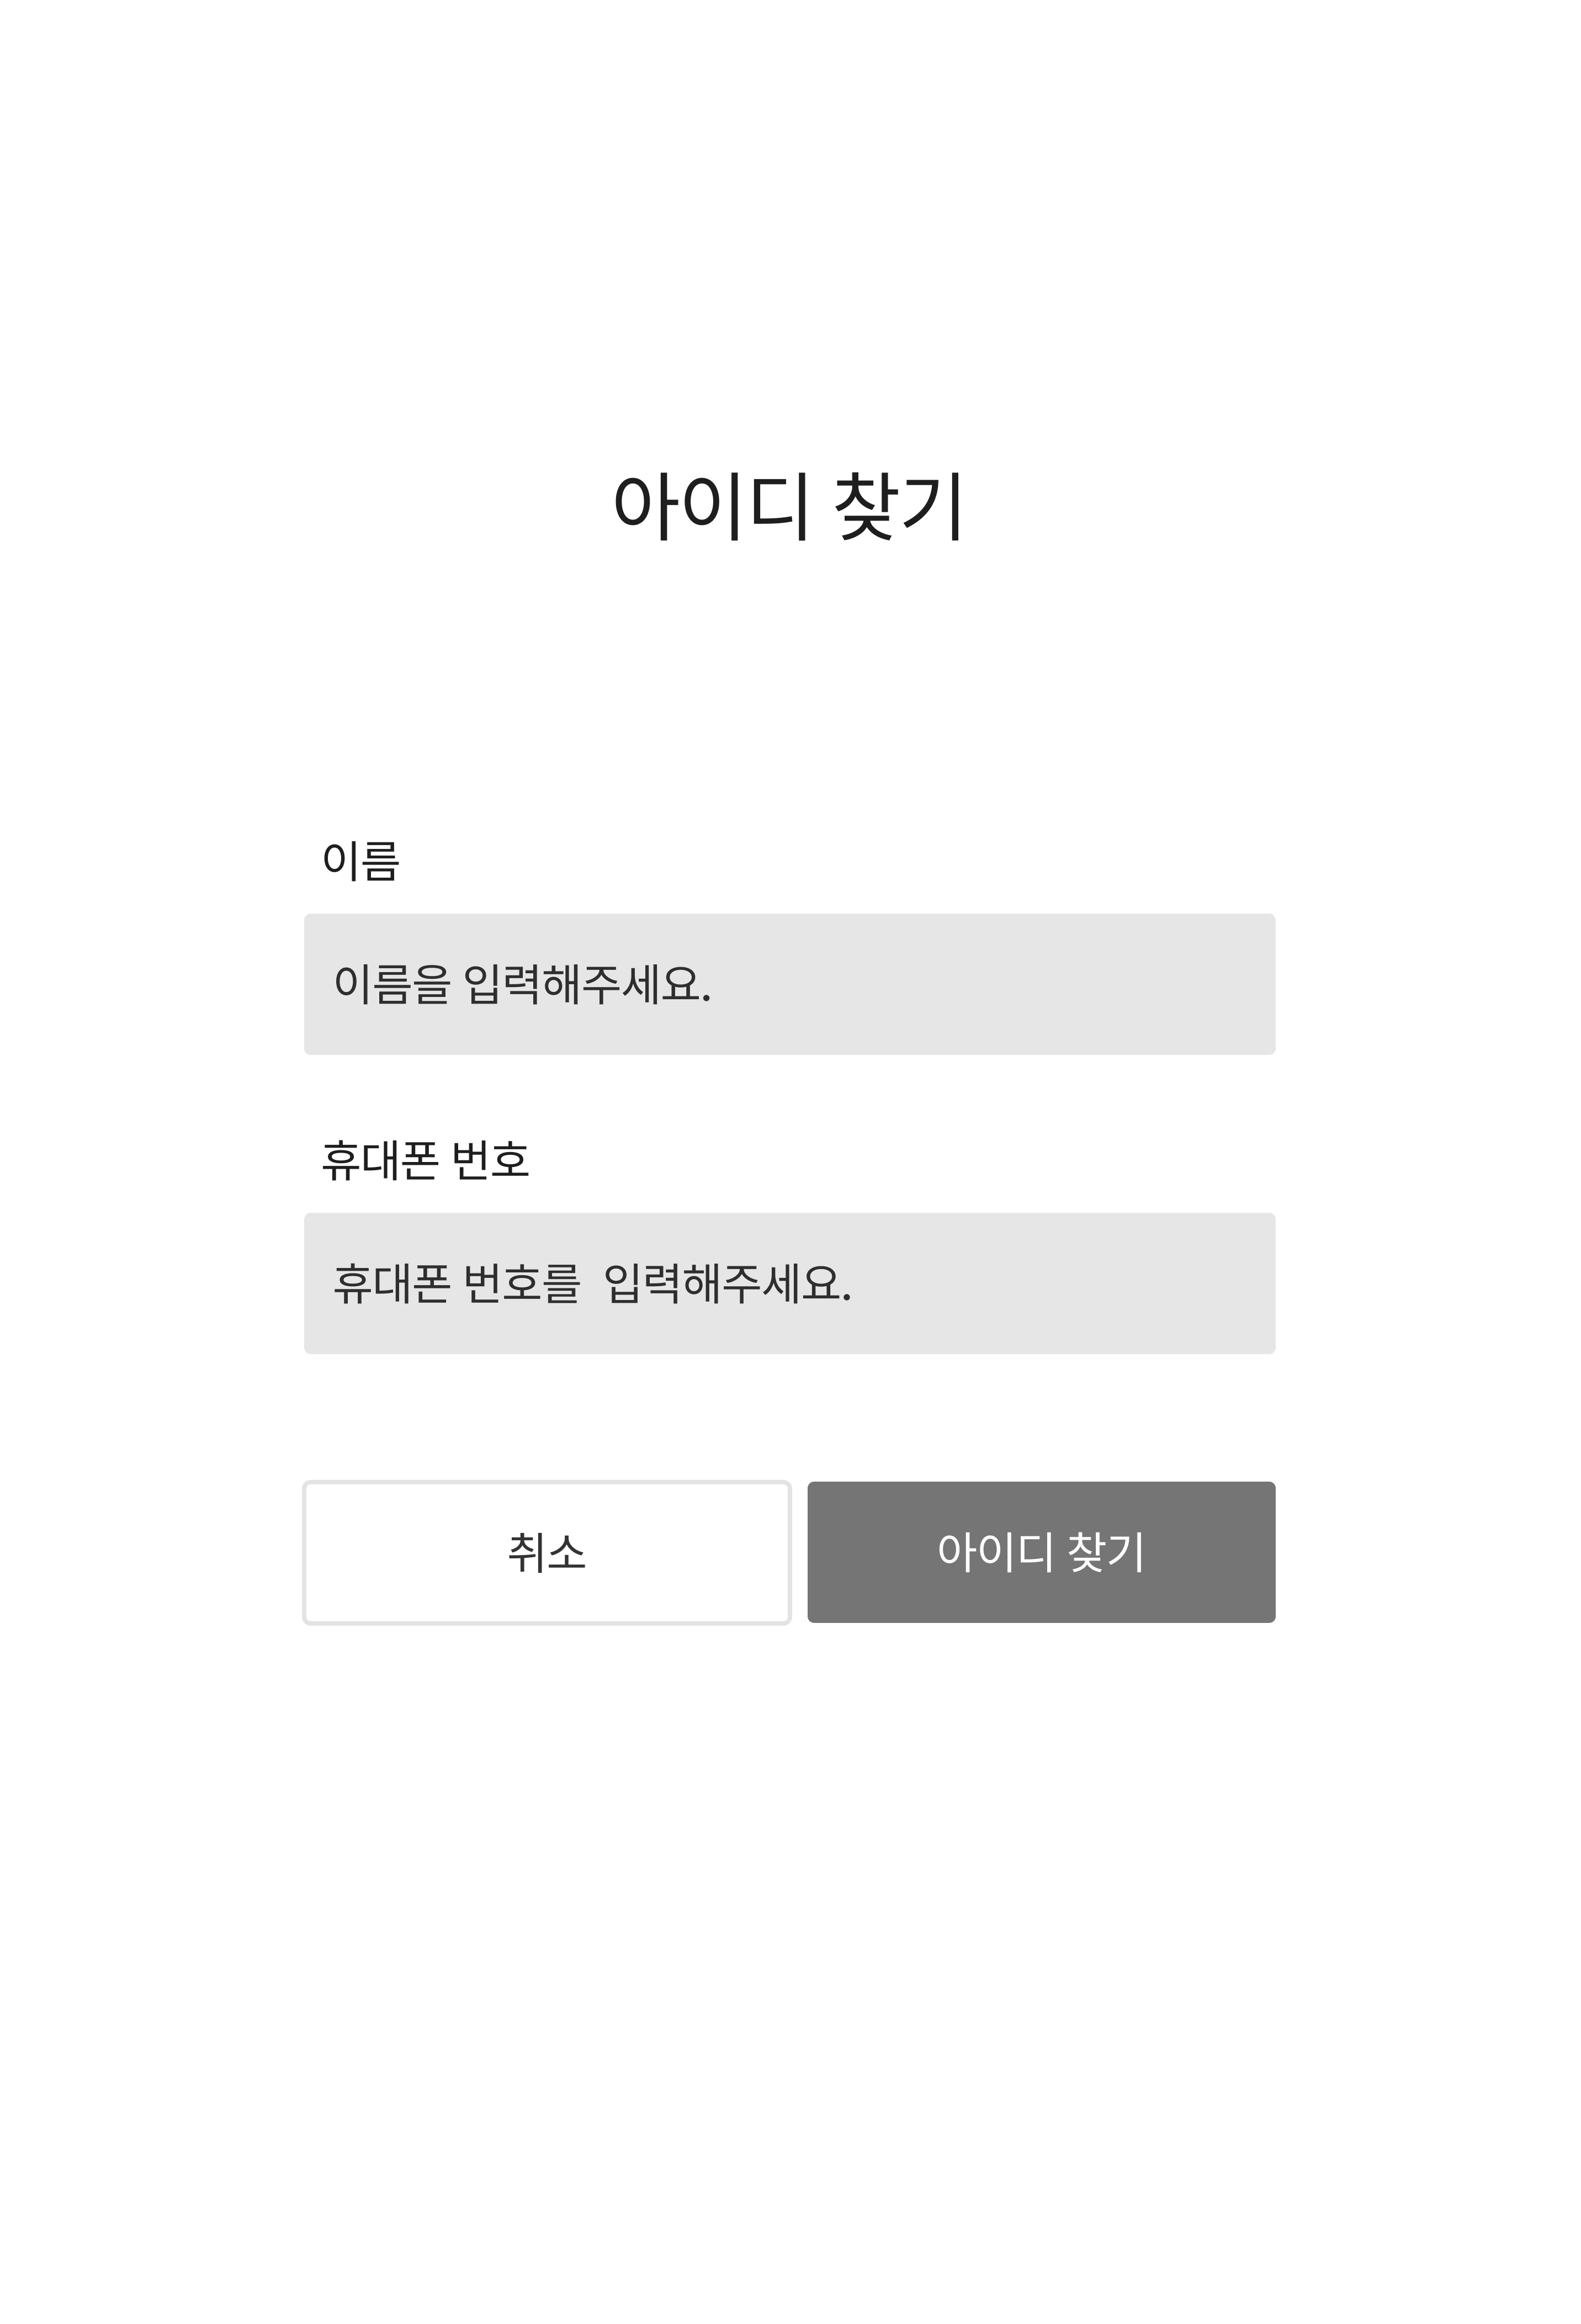 아이디 찾기
이름
이름을 입력해주세요.
휴대폰 번호
휴대폰 번호를  입력해주세요.
취소
아이디 찾기